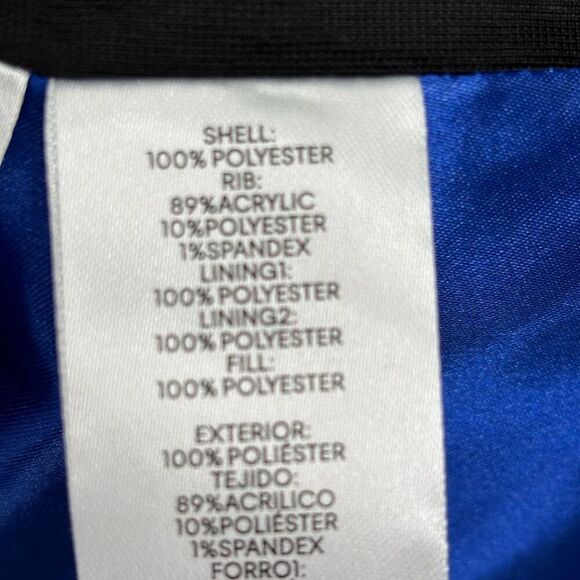 SHELL:
100% POLYESTER
RIB:
89%ACRYLIC
10%POLYESTER
1%SPANDEX
LINING1:
100% POLYESTER
LINING2:
100% POLYESTER
FILL:
100% POLYESTER
EXTERIOR:
100% POLIÉSTER
TEJIDO:
89%ACRILICO
10%POLIÉSTER
1%SPANDEX
FORRO1: